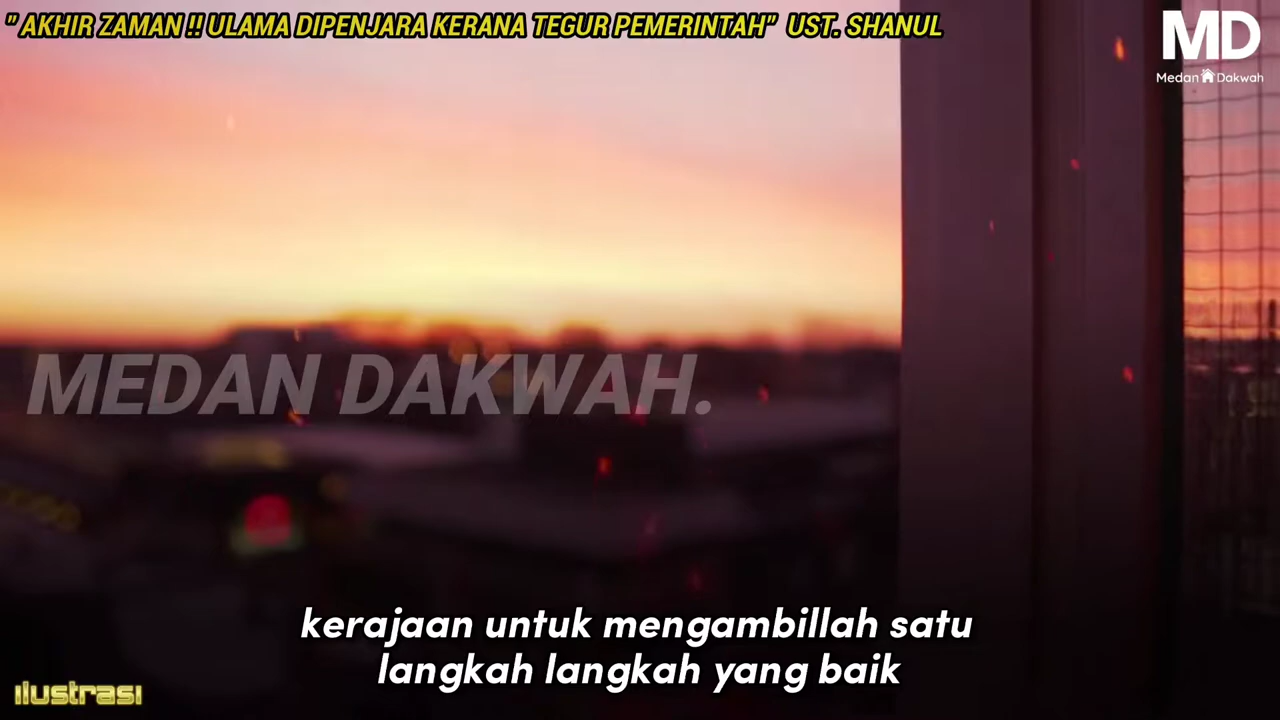 " AKHIR ZAMAN !! ULAMA DIPENJARA KERANA TEGUR PEMERINTAH" UST. SHANUL
MD
Medan Dakwah
MEDAN DAKWAH.
kerajaan untuk mengambillah satu
langkah langkah yang baik
ilustrasi